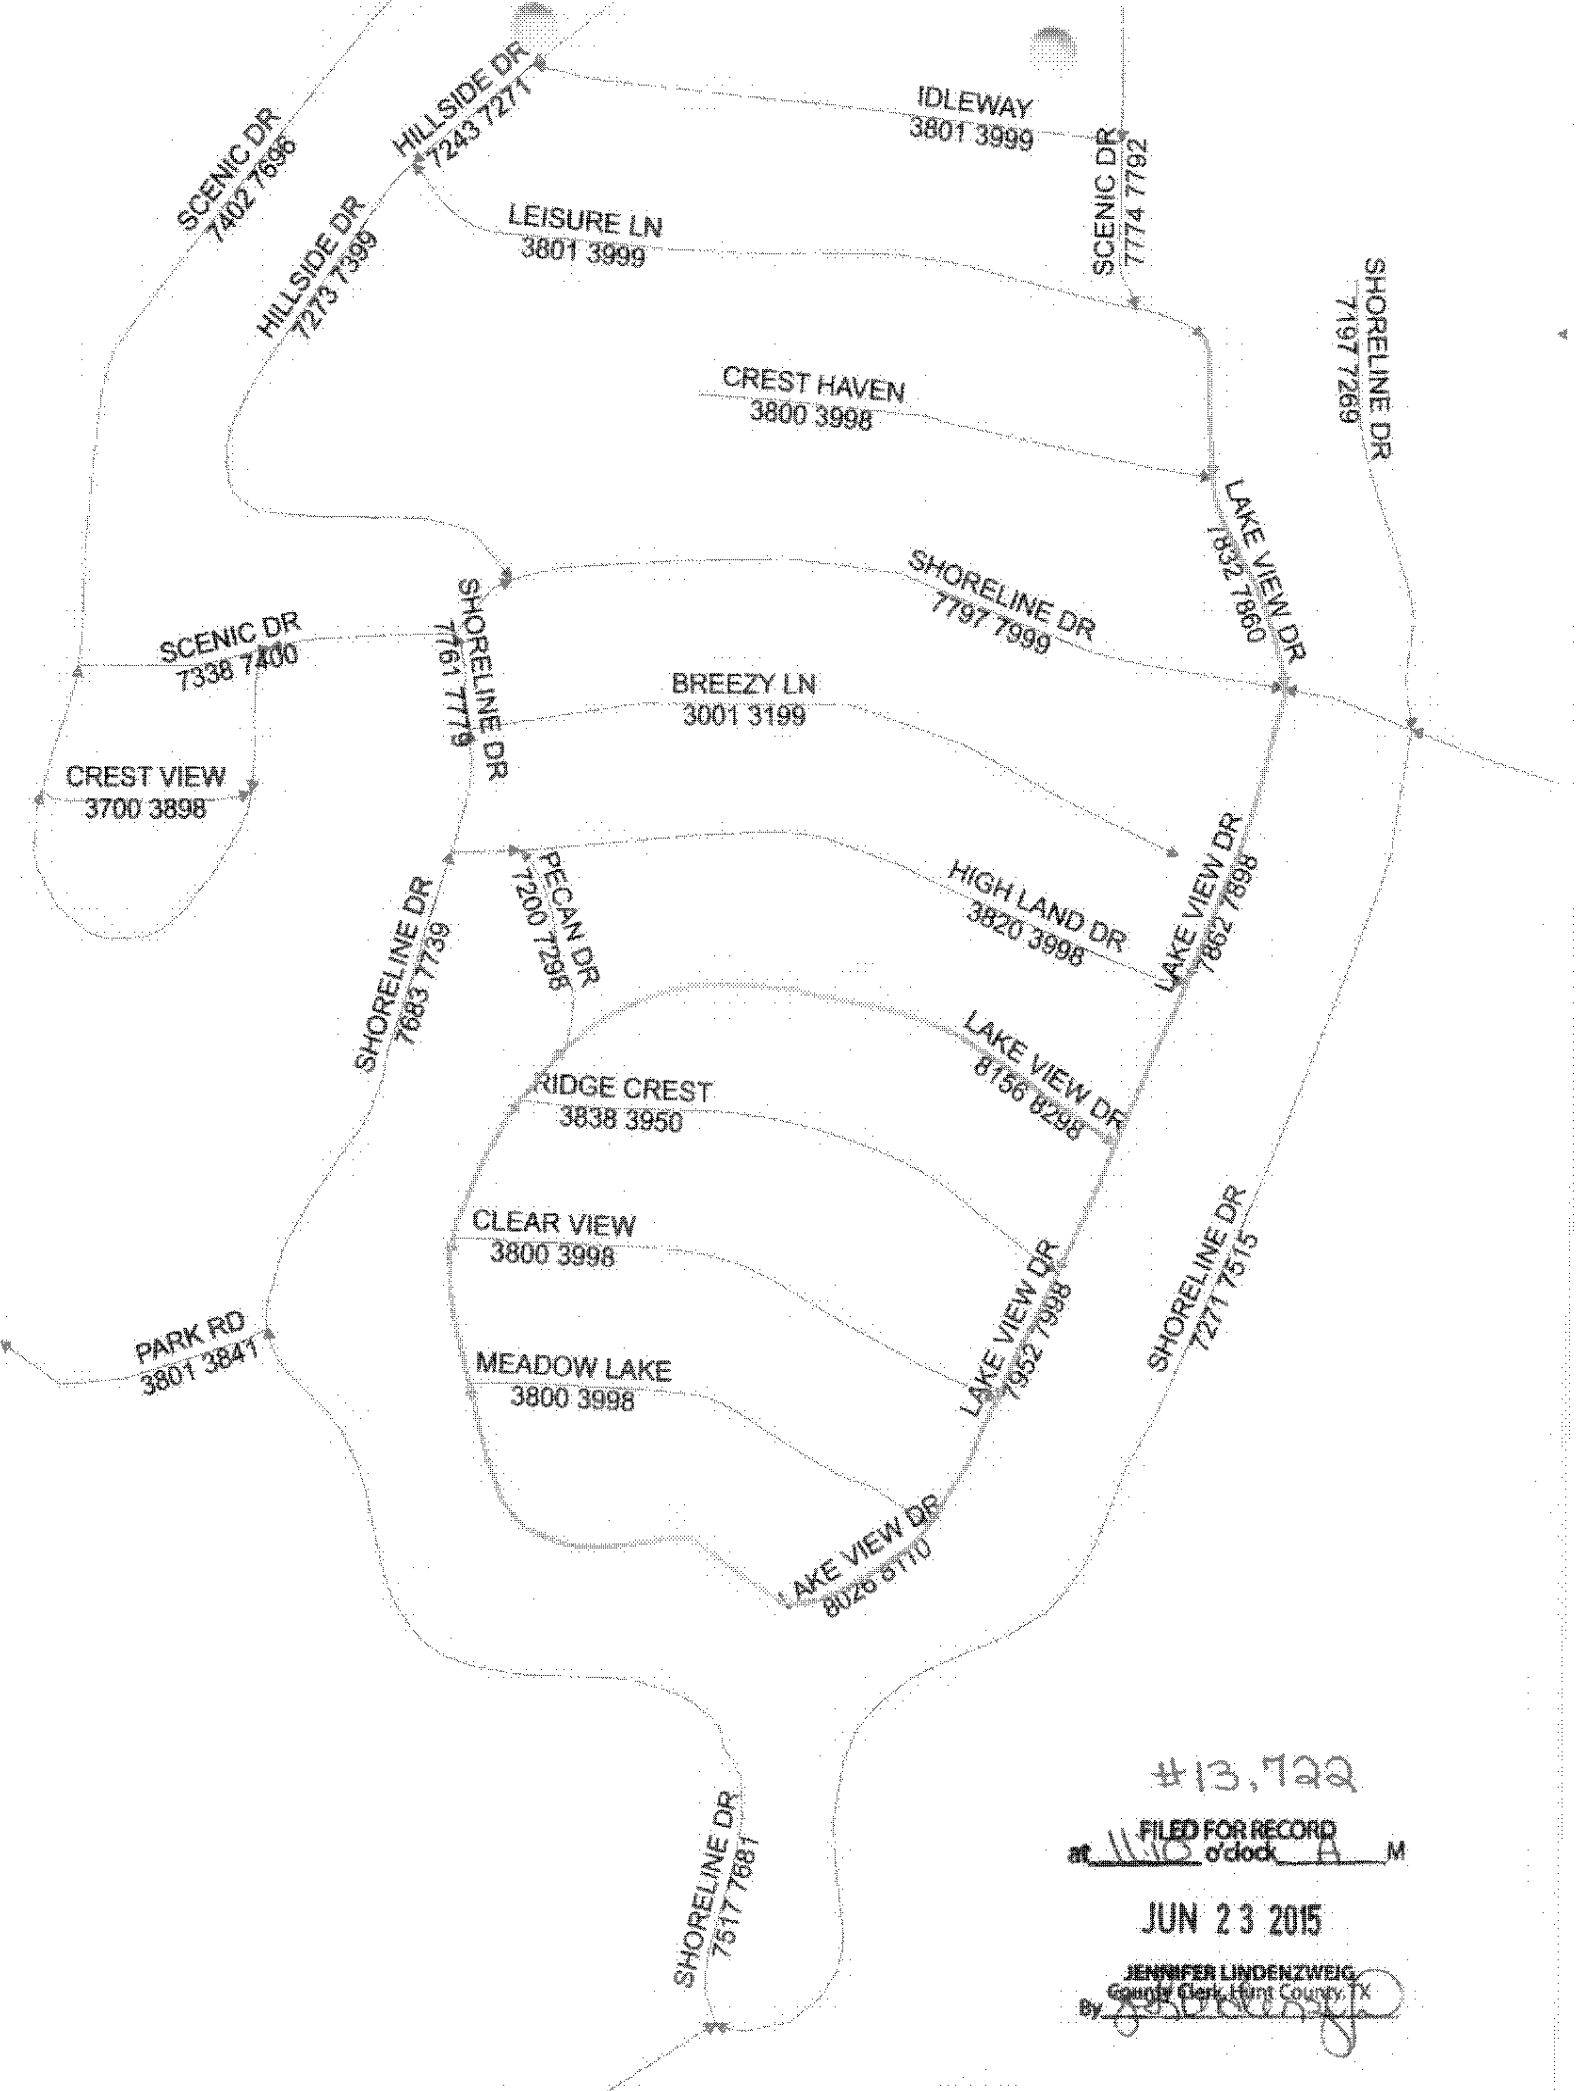 HILLSIDE DR
7243 7271
IDLEWAY
3801 3999
SCENIC DR
7402 7696
SCENIC DR
7774 7792
HILLSIDE DR
7273 7399
LEISURE LN
3801 3999
SHORELINE DR
7197 7269
CREST HAVEN
3800 3998
LAKE VIEW DR
7832 7860
SHORELINE DR
7797 7999
SCENIC DR
7338 7400
SHORELINE DR
7761 7779
BREEZY LN
3001 3199
CREST VIEW
3700 3898
PECAN DR
7200 7298
HIGH LAND DR
3820 3998
LAKE VIEW DR
7862 7898
SHORELINE DR
7683 7739
LAKE VIEW DR
8156 8298
RIDGE CREST
3838 3950
CLEAR VIEW
3800 3998
SHORELINE DR
7271 7515
LAKE VIEW DR
7952 7998
PARK RD
3801 3841
MEADOW LAKE
3800 3998
LAKE VIEW DR
8026 8110
SHORELINE DR
7517 7681
#13,722
FILED FOR RECORD
at 11:10 o'clock A M
JUN 23 2015
JENNIFER LINDENZWEIG
County Clerk, Hunt County, TX
By